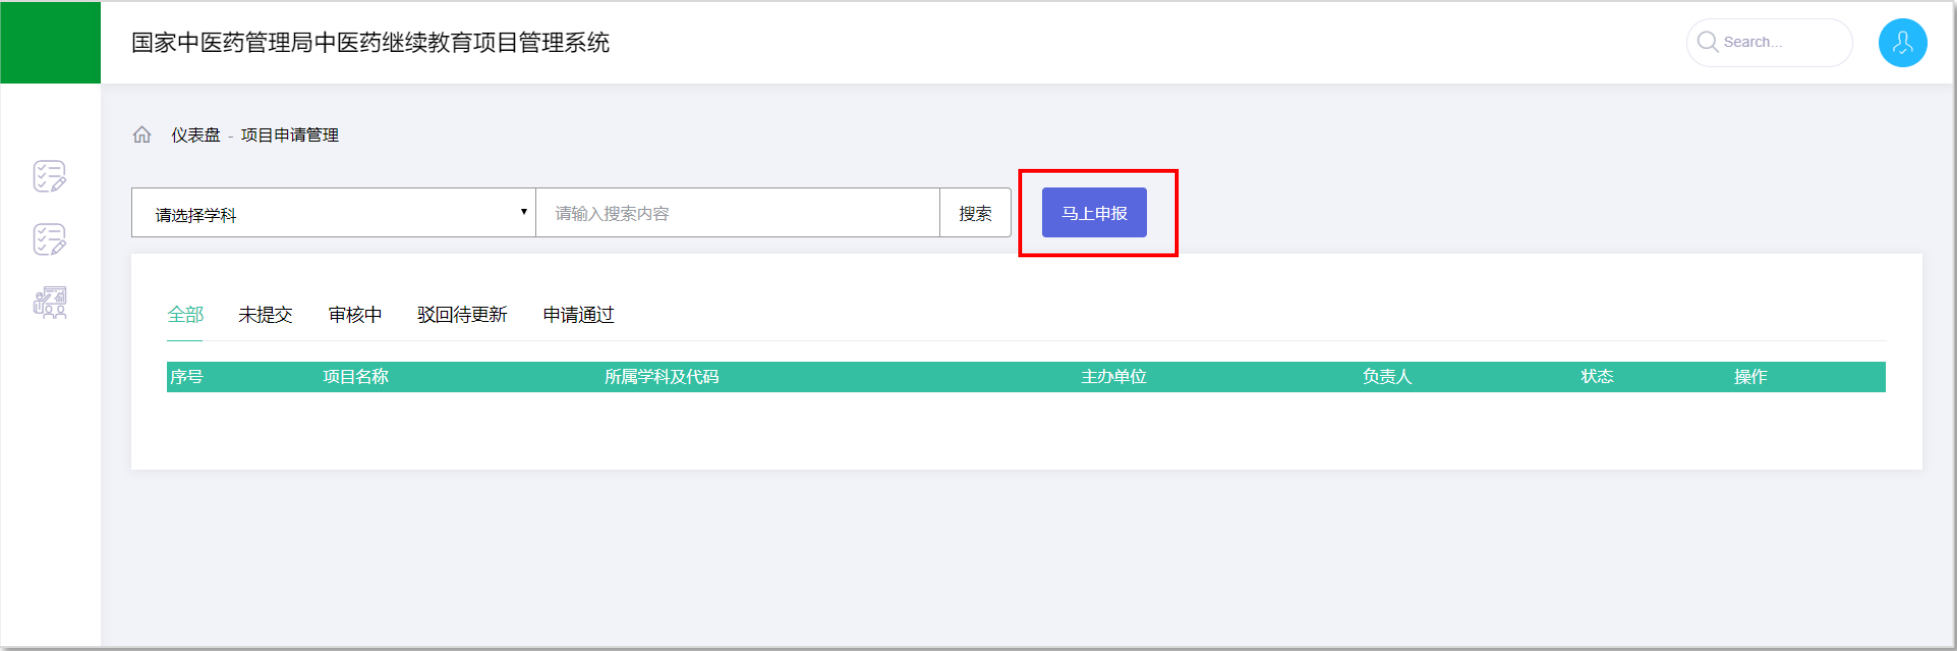 国家中医药管理局中医药继续教育项目管理系统
Search...
仪表盘 - 项目申请管理
请选择学科 请输入搜索内容 搜索 马上申报
全部 未提交 审核中 驳回待更新 申请通过
序号 项目名称 所属学科及代码 主办单位 负责人 状态 操作